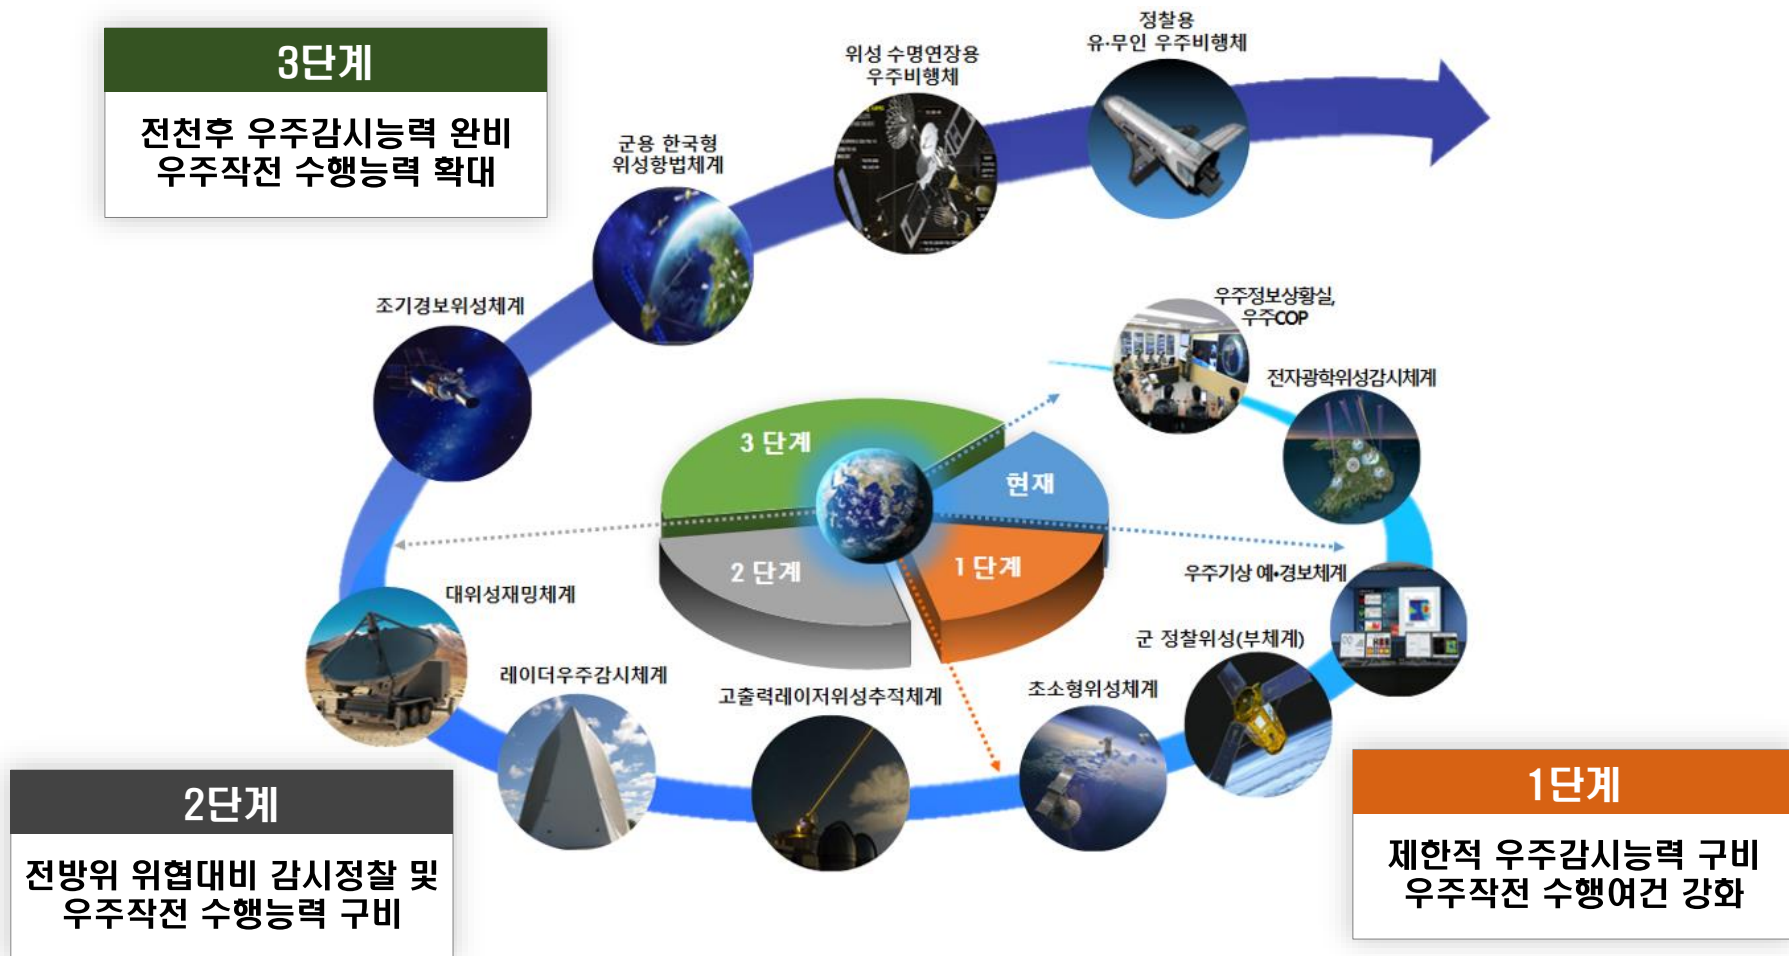 3단계
전천후 우주감시능력 완비
우주작전 수행능력 확대
정찰용
유·무인 우주비행체
위성 수명연장용
우주비행체
군용 한국형
위성항법체계
조기경보위성체계
우주정보상황실,
우주COP
전자광학위성감시체계
3 단계
현재
2 단계
1 단계
우주기상 예•경보체계
대위성재밍체계
군 정찰위성(부체계)
레이더우주감시체계
고출력레이저위성추적체계
초소형위성체계
2단계
전방위 위협대비 감시정찰 및
우주작전 수행능력 구비
1단계
제한적 우주감시능력 구비
우주작전 수행여건 강화